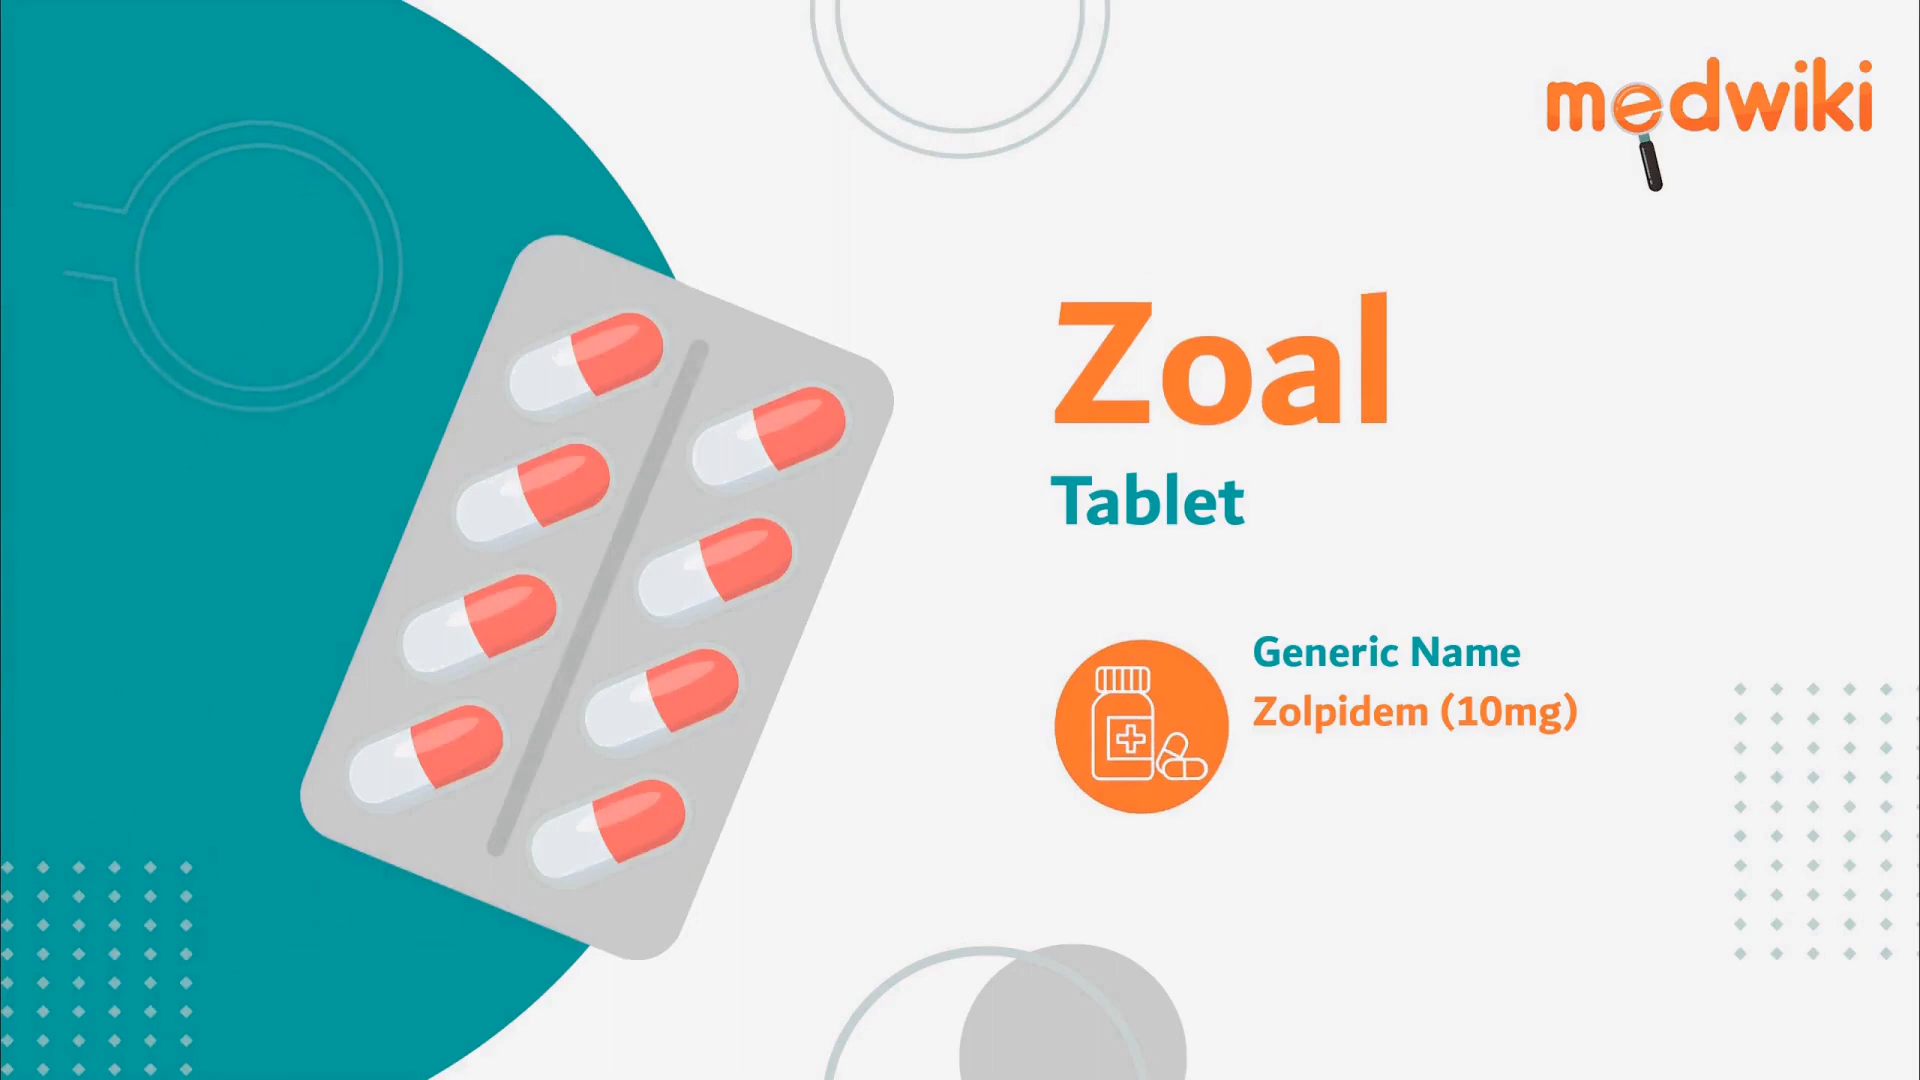 medwiki
Zoal
Tablet
Generic Name
Zolpidem (10mg)